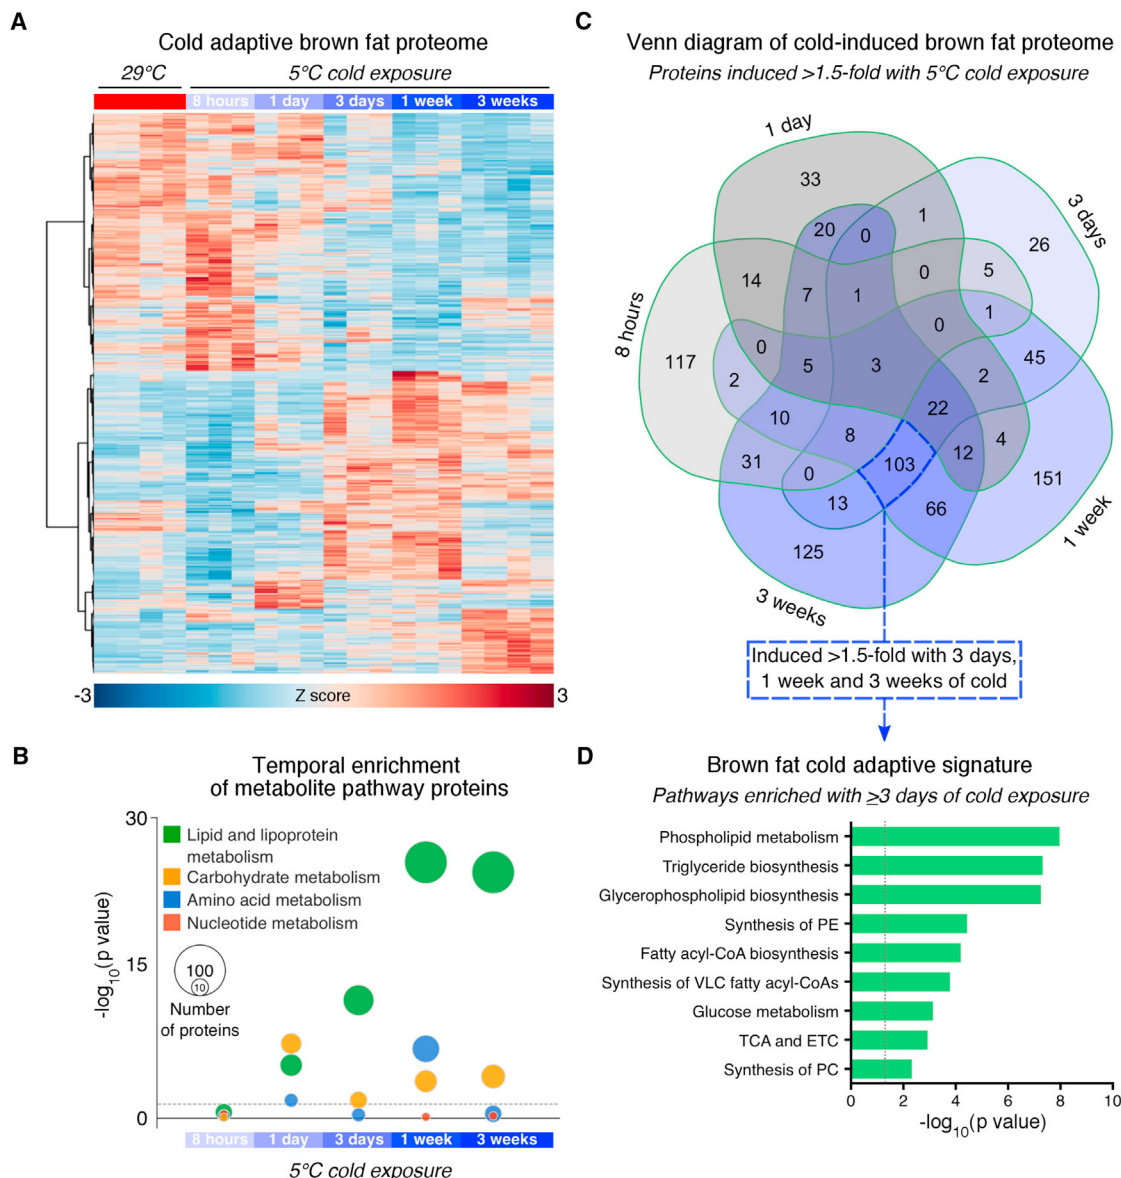 A
Cold adaptive brown fat proteome
29°C
5°C cold exposure
8 hours
1 day
3 days
1 week
3 weeks
-3
Z score
3
B
Temporal enrichment
of metabolite pathway proteins
30
15
0
-log10(p value)
Lipid and lipoprotein
metabolism
Carbohydrate metabolism
Amino acid metabolism
Nucleotide metabolism
100
10
Number
of proteins
8 hours
1 day
3 days
1 week
3 weeks
5°C cold exposure
C
Venn diagram of cold-induced brown fat proteome
Proteins induced >1.5-fold with 5°C cold exposure
1 day
3 days
8 hours
1 week
3 weeks
33
1
20
0
26
14
7
1
0
5
1
0
117
0
5
3
2
45
2
10
8
22
4
31
0
103
12
151
13
66
125
Induced >1.5-fold with 3 days,
1 week and 3 weeks of cold
D
Brown fat cold adaptive signature
Pathways enriched with ≥3 days of cold exposure
Phospholipid metabolism
Triglyceride biosynthesis
Glycerophospholipid biosynthesis
Synthesis of PE
Fatty acyl-CoA biosynthesis
Synthesis of VLC fatty acyl-CoAs
Glucose metabolism
TCA and ETC
Synthesis of PC
0 2 4 6 8 10
-log10(p value)